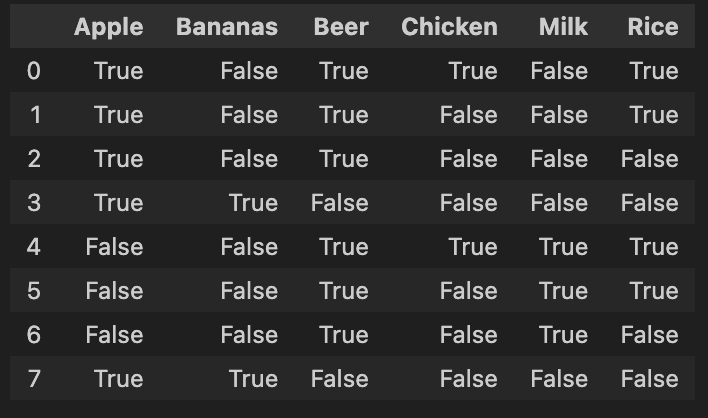 Apple Bananas Beer Chicken Milk Rice
0 True False True True False True
1 True False True False False True
2 True False True False False False
3 True True False False False False
4 False False True True True True
5 False False True False True True
6 False False True False True False
7 True True False False False False